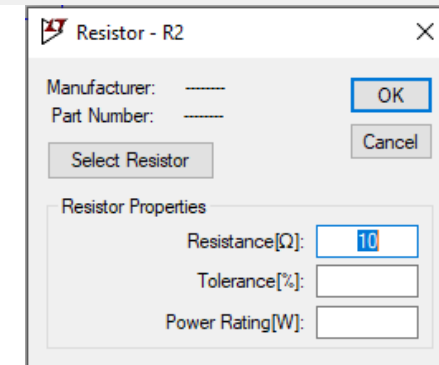 Resistor - R2
Manufacturer: --------
OK
Part Number: --------
Cancel
Select Resistor
Resistor Properties
Resistance[Ω]: 10
Tolerance[%]:
Power Rating[W]: